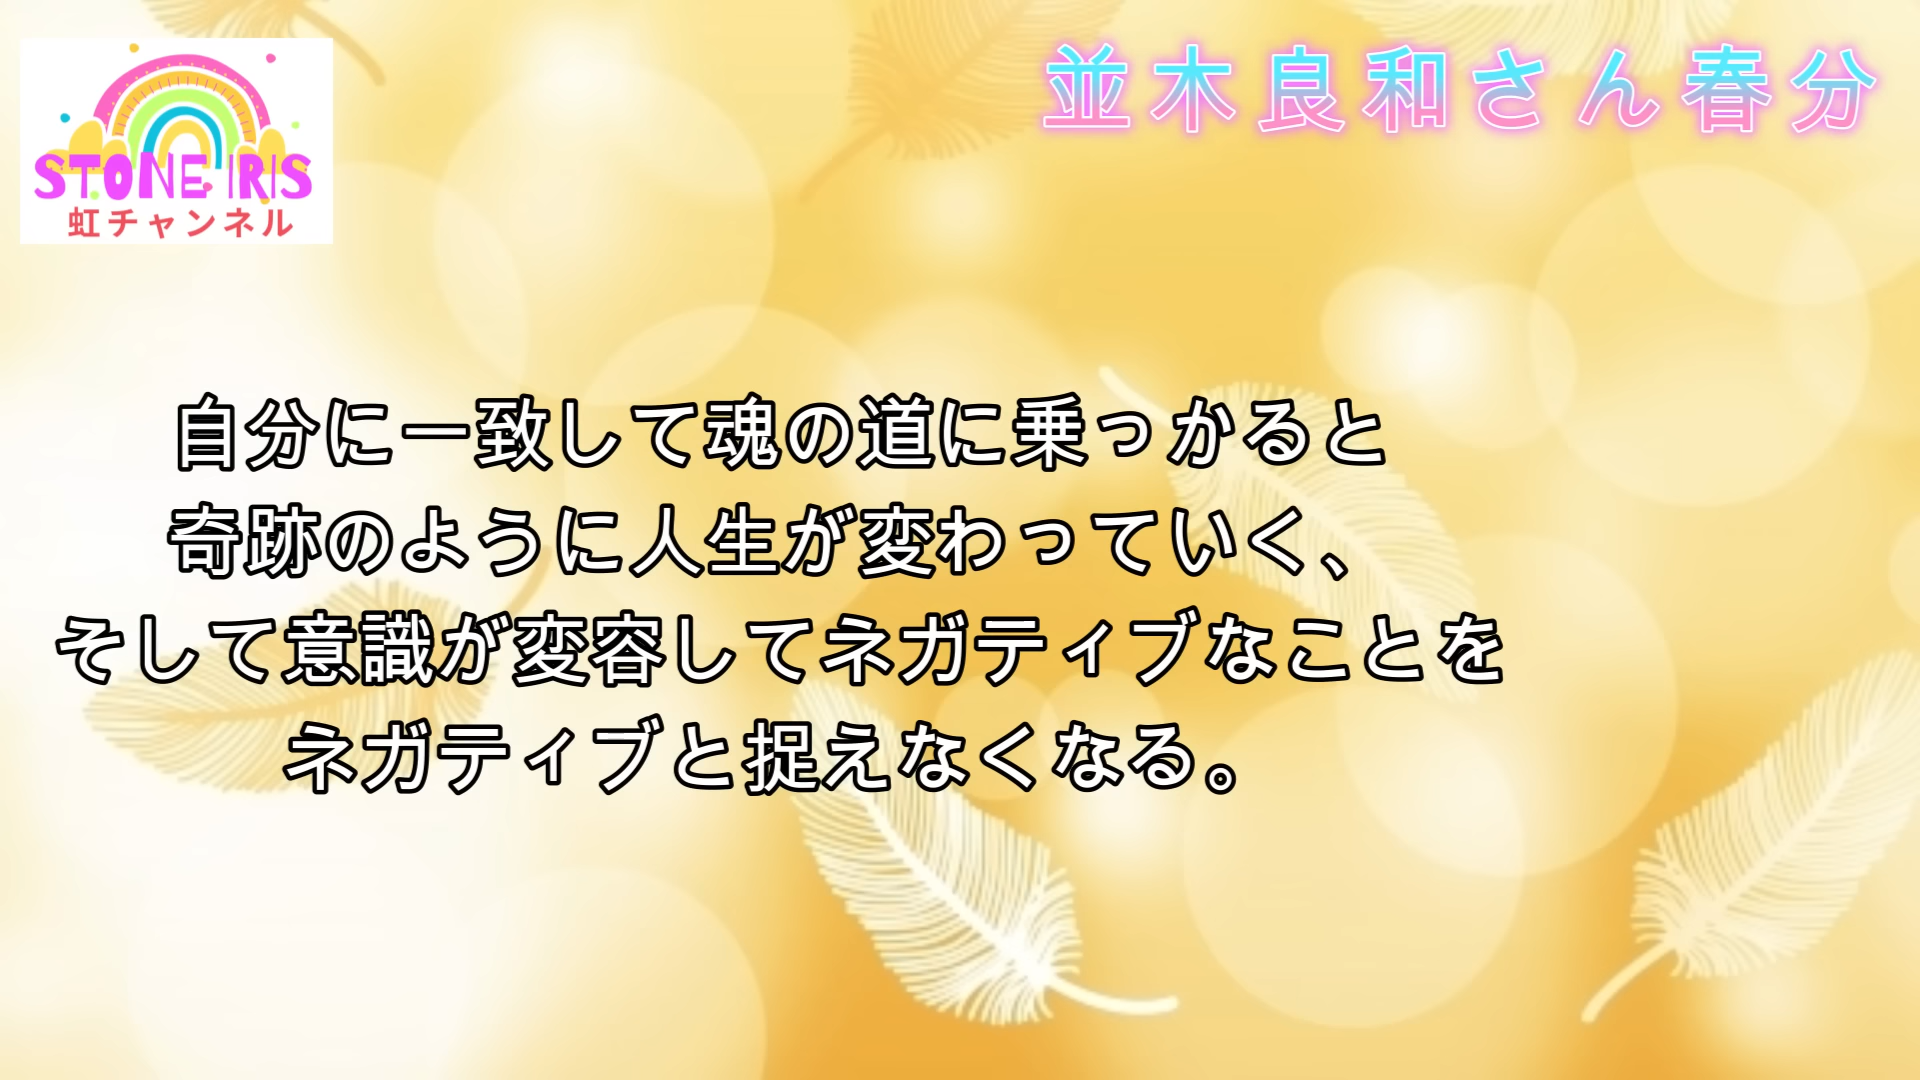 STONE IRIS
虹チャンネル
並木良和さん春分
自分に一致して魂の道に乗っかると
奇跡のように人生が変わっていく、
そして意識が変容してネガティブなことを
ネガティブと捉えなくなる。